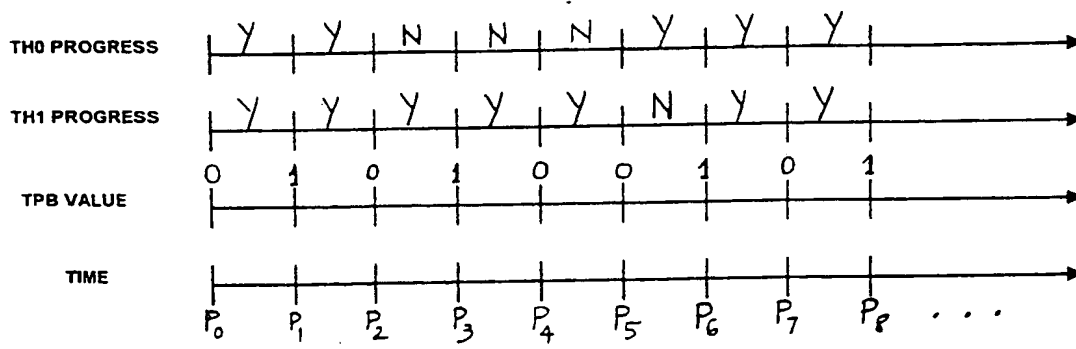 TH0 PROGRESS Y Y N N N Y Y Y
TH1 PROGRESS Y Y Y Y Y N Y Y
0 1 0 1 0 0 1 0 1
TPB VALUE
TIME
P0 P1 P2 P3 P4 P5 P6 P7 P8 . . .